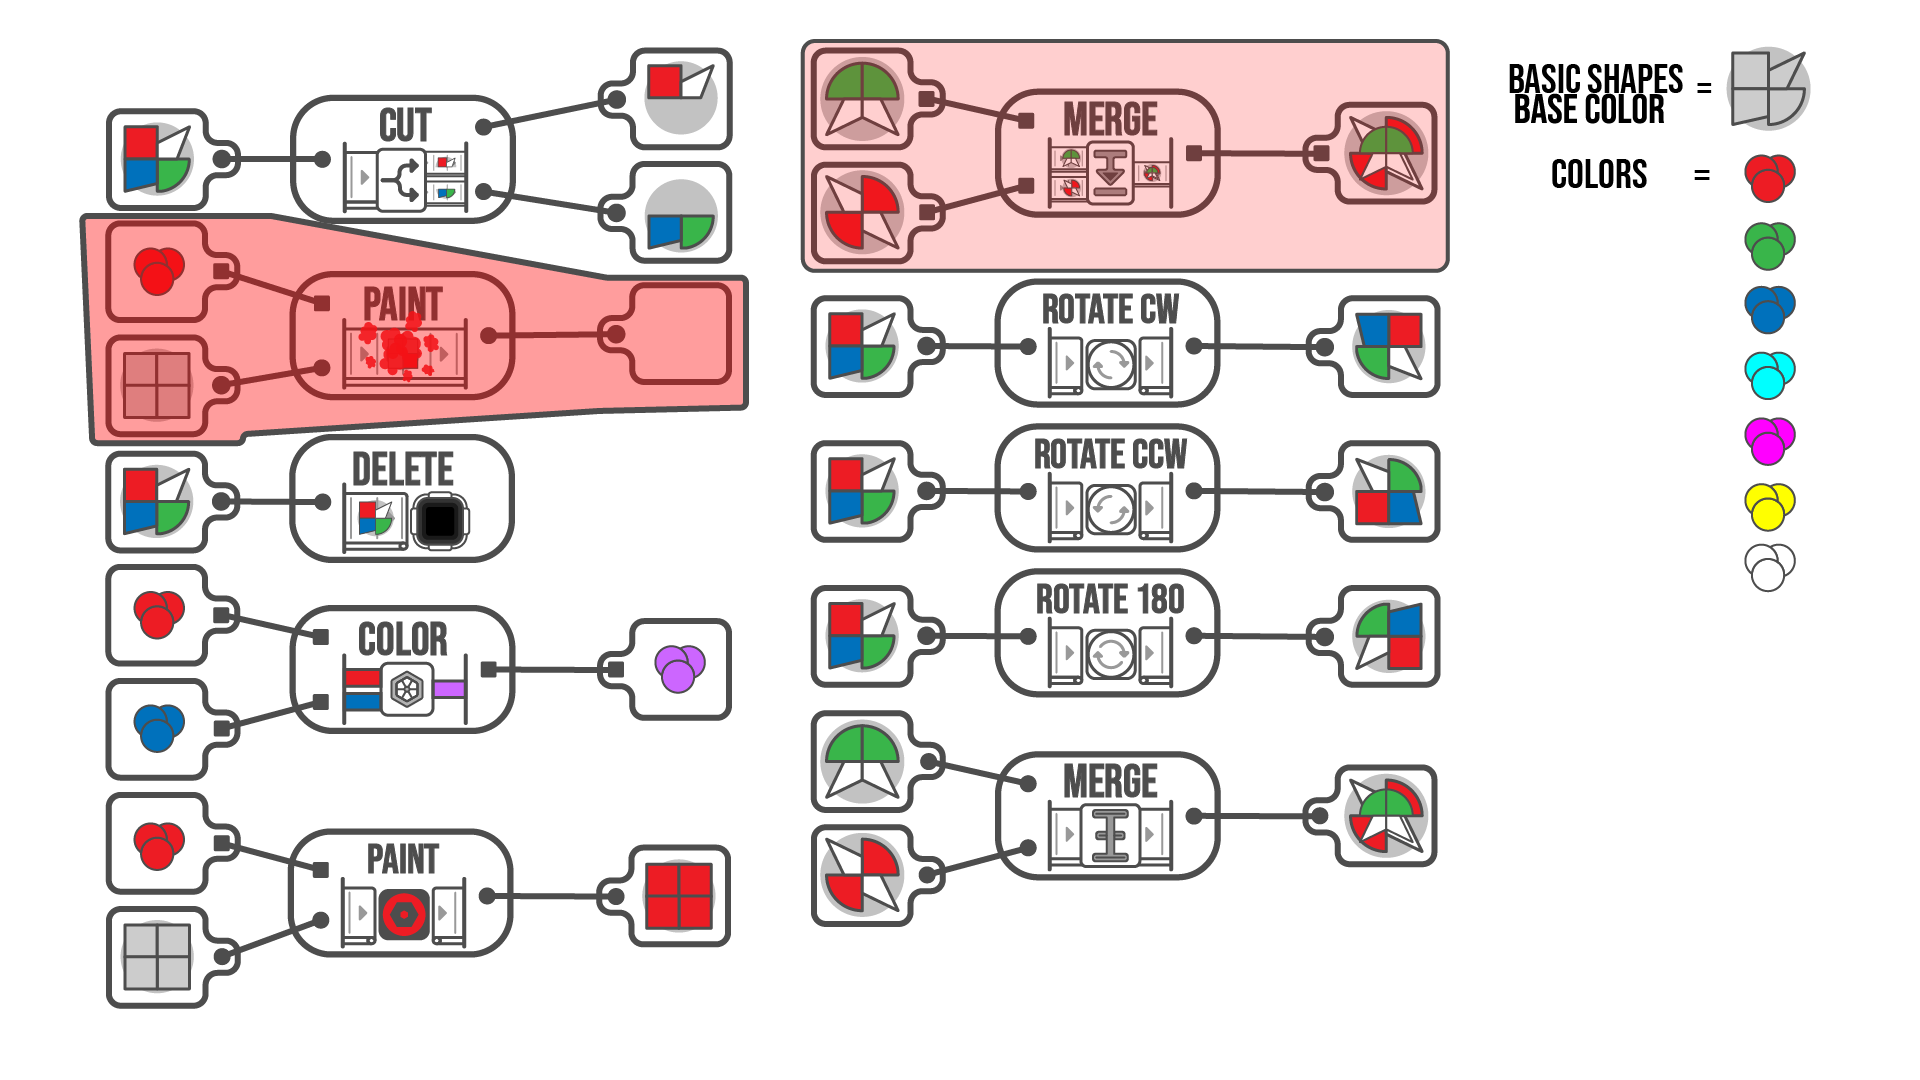 CUT
PAINT
DELETE
COLOR
PAINT
MERGE
ROTATE CW
ROTATE CCW
ROTATE 180
MERGE
BASIC SHAPES =
BASE COLOR
COLORS =